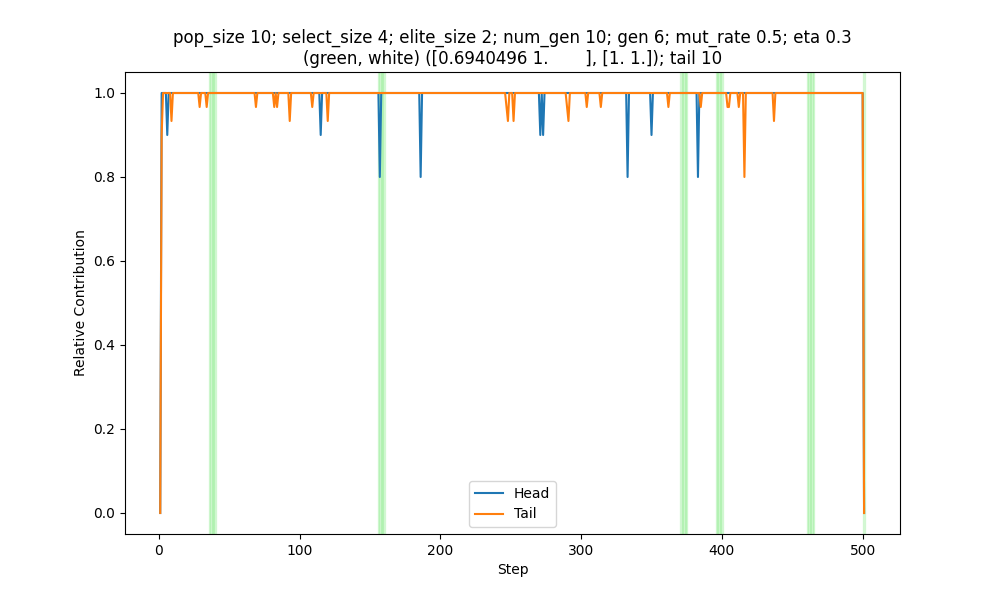 pop_size 10; select_size 4; elite_size 2; num_gen 10; gen 6; mut_rate 0.5; eta 0.3
(green, white) ([0.6940496 1.       ], [1. 1.]); tail 10
1.0
0.8
0.6
0.4
0.2
0.0
Relative Contribution
Head
Tail
0
100
200
300
400
500
Step